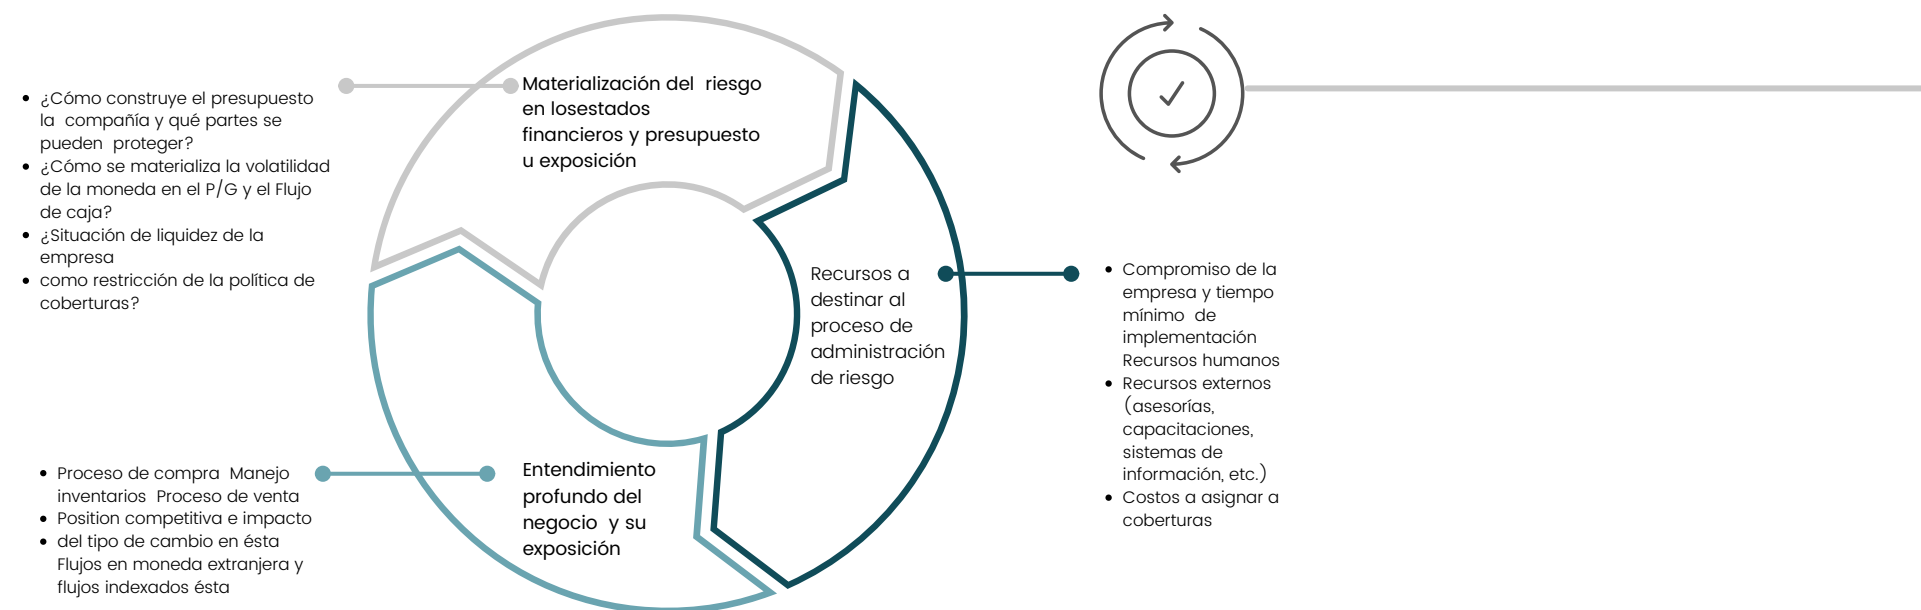 • ¿Cómo construye el presupuesto
la compañía y qué partes se
pueden proteger?
• ¿Cómo se materializa la volatilidad
de la moneda en el P/G y el Flujo
de caja?
• ¿Situación de liquidez de la
empresa
• como restricción de la política de
coberturas?
Materialización del riesgo
en losestados
financieros y presupuesto
u exposición
Recursos a
destinar al
proceso de
administración
de riesgo
• Compromiso de la
empresa y tiempo
mínimo de
implementación
Recursos humanos
• Recursos externos
(asesorías,
capacitaciones,
sistemas de
información, etc.)
• Costos a asignar a
coberturas
• Proceso de compra Manejo
inventarios Proceso de venta
• Position competitiva e impacto
• del tipo de cambio en ésta
Flujos en moneda extranjera y
flujos indexados ésta
Entendimiento
profundo del
negocio y su
exposición